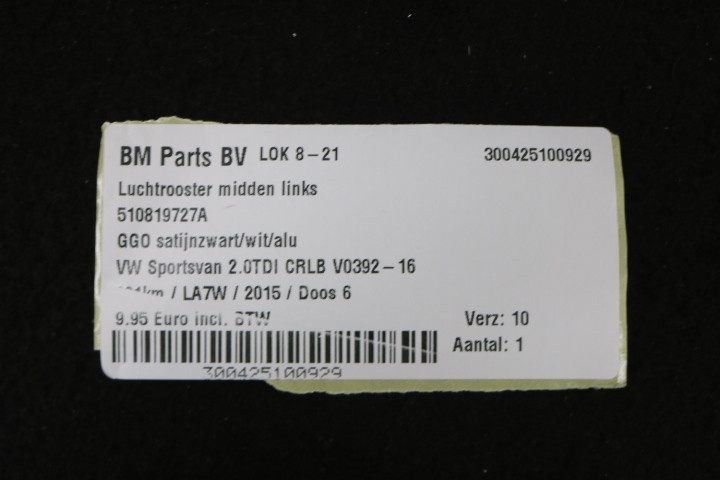 BM Parts BV LOK 8-21 300425100929
Luchtrooster midden links
510819727A
GGO satijnzwart/wit/alu
VW Sportsvan 2.0TDI CRLB V0392-16
/ LA7W / 2015 / Doos 6
9.95 Euro incl. BTW Verz: 10
Aantal: 1
300425100929